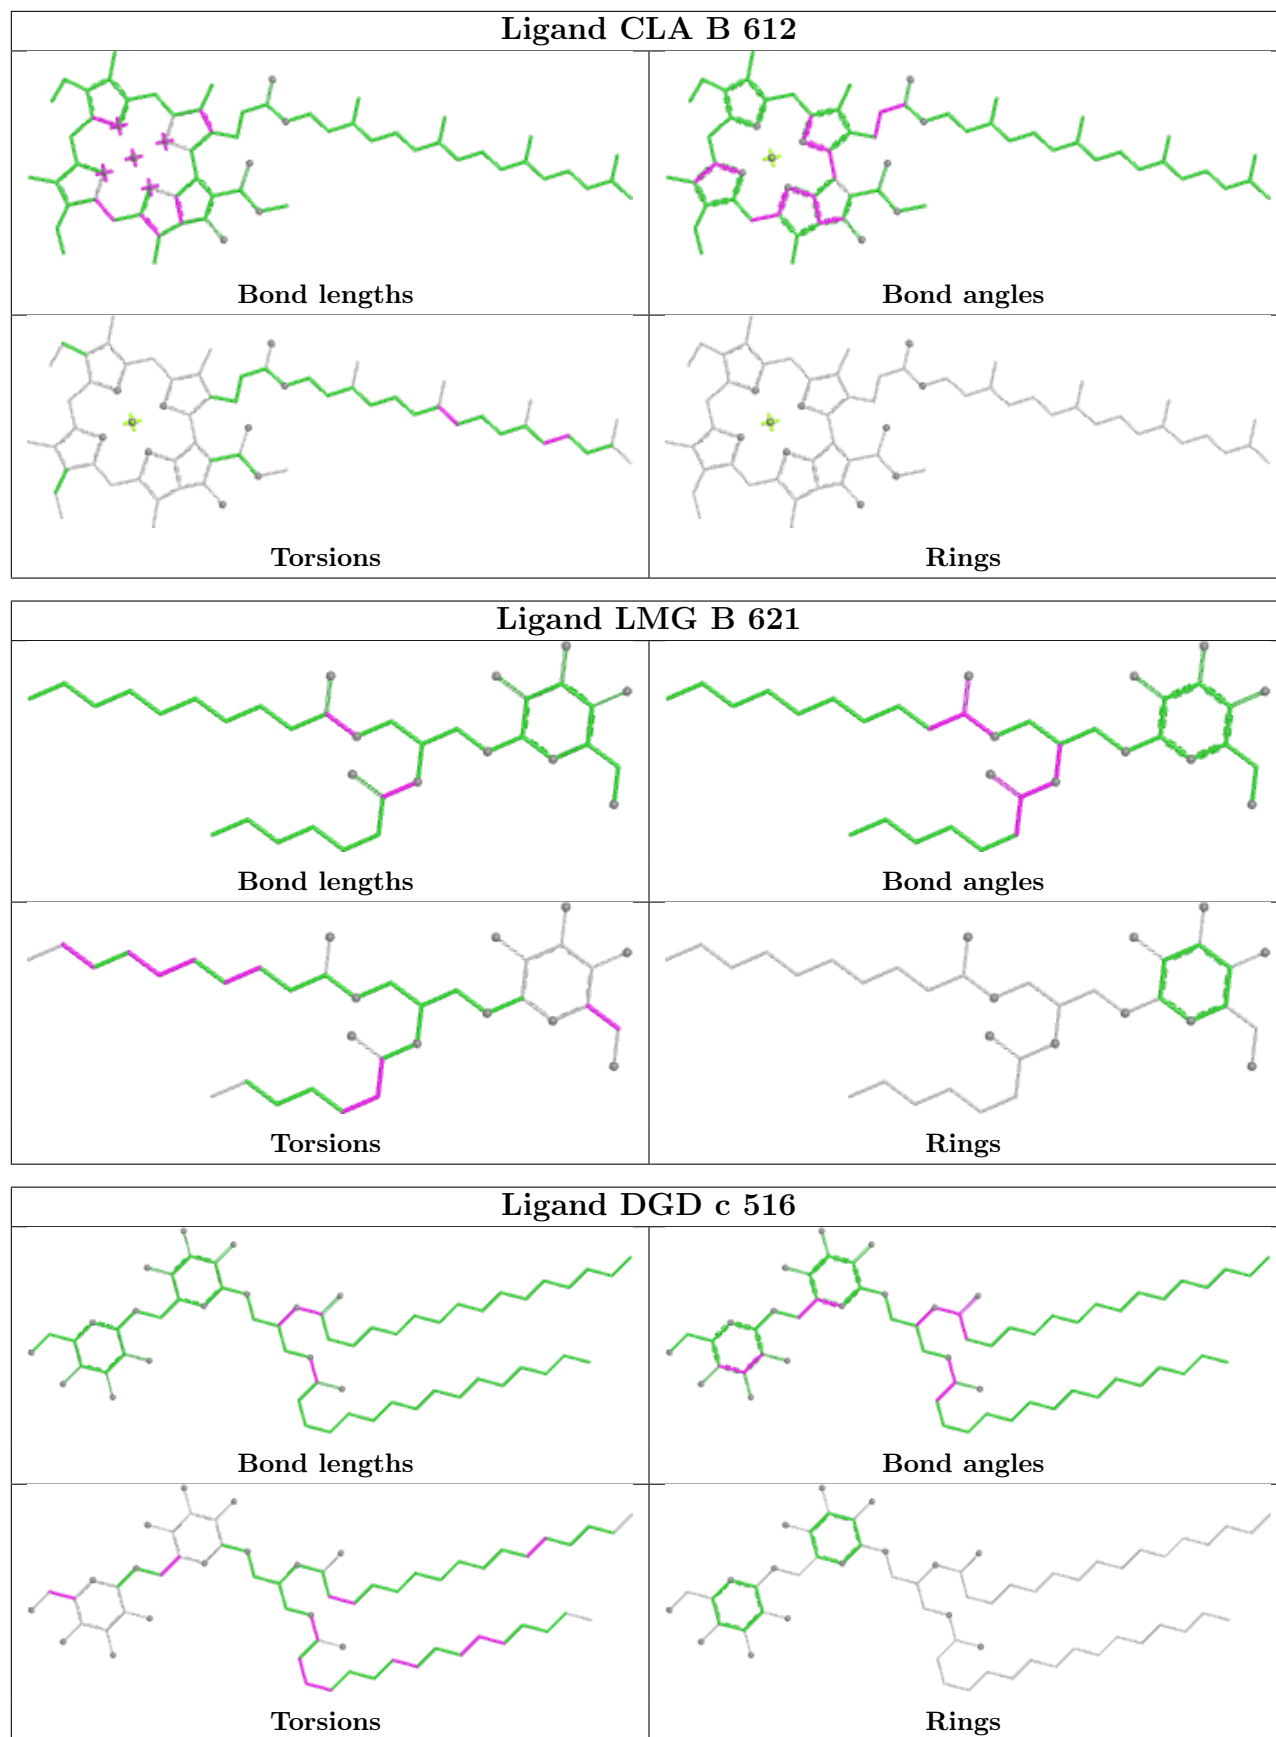 Ligand CLA B 612
Bond lengths
Bond angles
Torsions
Rings
Ligand LMG B 621
Bond lengths
Bond angles
Torsions
Rings
Ligand DGD c 516
Bond lengths
Bond angles
Torsions
Rings